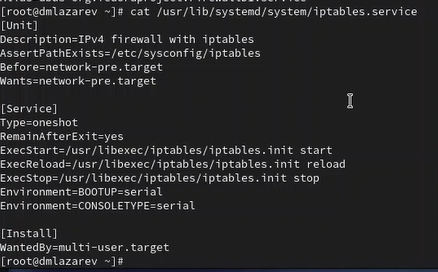 [root@dmlazarev ~]# cat /usr/lib/systemd/system/iptables.service
[Unit]
Description=IPv4 firewall with iptables
AssertPathExists=/etc/sysconfig/iptables
Before=network-pre.target
Wants=network-pre.target

[Service]
Type=oneshot
RemainAfterExit=yes
ExecStart=/usr/libexec/iptables/iptables.init start
ExecReload=/usr/libexec/iptables/iptables.init reload
ExecStop=/usr/libexec/iptables/iptables.init stop
Environment=BOOTUP=serial
Environment=CONSOLETYPE=serial

[Install]
WantedBy=multi-user.target
[root@dmlazarev ~]#